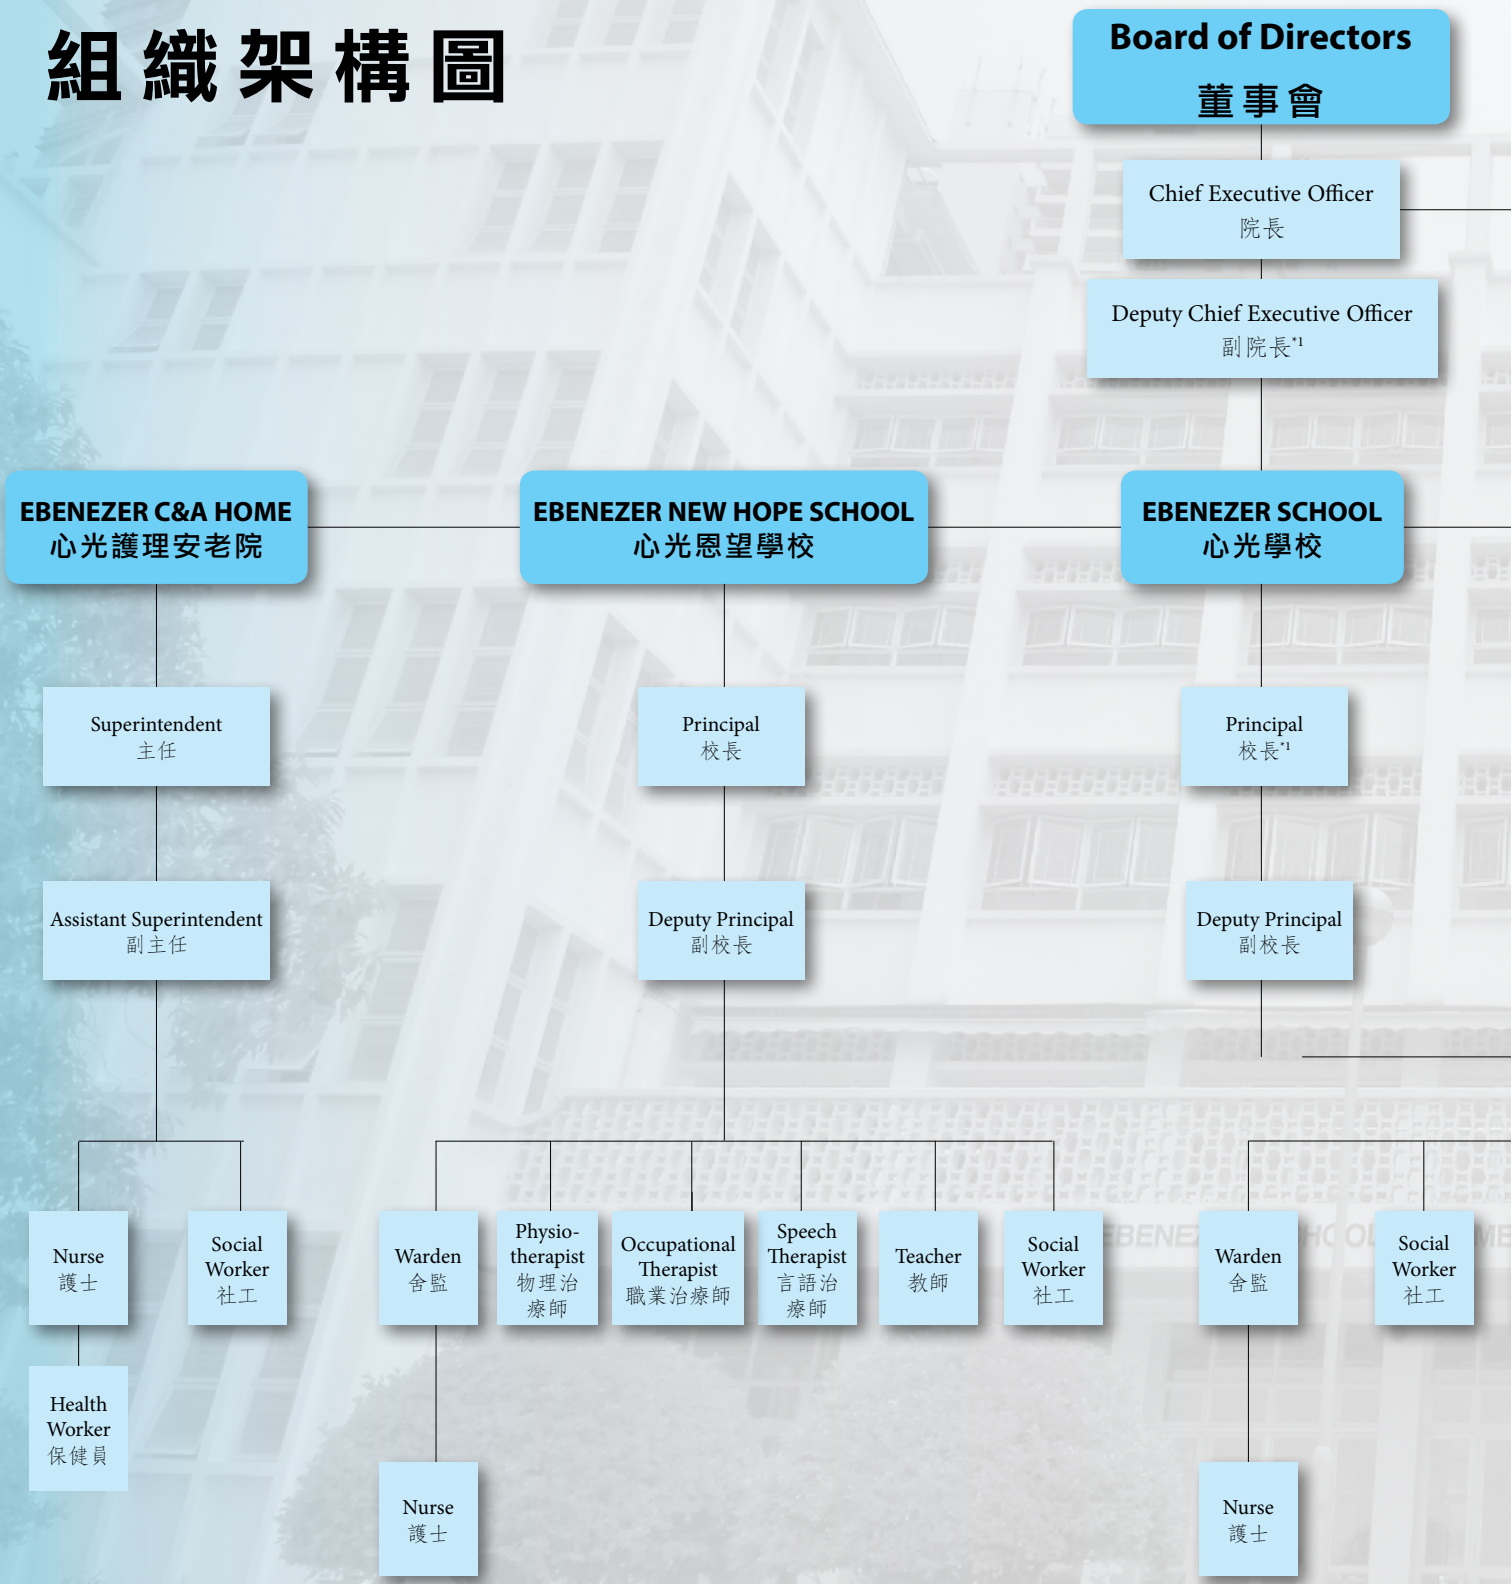 組織架構圖
Board of Directors
董事會
Chief Executive Officer
院長
Deputy Chief Executive Officer
副院長*1
EBENEZER C&A HOME
心光護理安老院
EBENEZER NEW HOPE SCHOOL
心光恩望學校
EBENEZER SCHOOL
心光學校
Superintendent
主任
Principal
校長
Principal
校長*1
Assistant Superintendent
副主任
Deputy Principal
副校長
Deputy Principal
副校長
Nurse
護士
Social
Worker
社工
Warden
舍監
Physio-
therapist
物理治
療師
Occupational
Therapist
職業治療師
Speech
Therapist
言語治
療師
Teacher
教師
Social
Worker
社工
Warden
舍監
Social
Worker
社工
Health
Worker
保健員
Nurse
護士
Nurse
護士